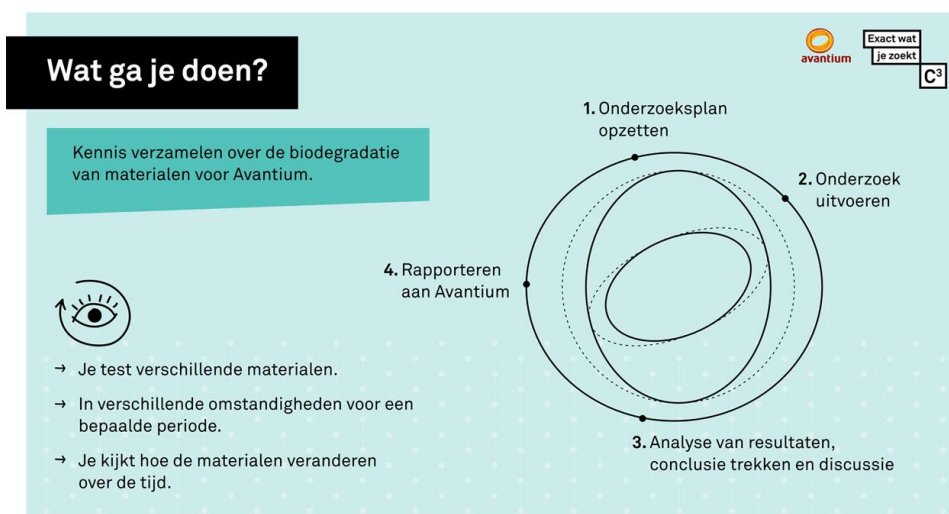 Wat ga je doen?
avantium
Exact wat
je zoekt
C³
Kennis verzamelen over de biodegradatie
van materialen voor Avantium.
1. Onderzoeksplan
opzetten
2. Onderzoek
uitvoeren
4. Rapporteren
aan Avantium
→ Je test verschillende materialen.
→ In verschillende omstandigheden voor een
bepaalde periode.
→ Je kijkt hoe de materialen veranderen
over de tijd.
3. Analyse van resultaten,
conclusie trekken en discussie